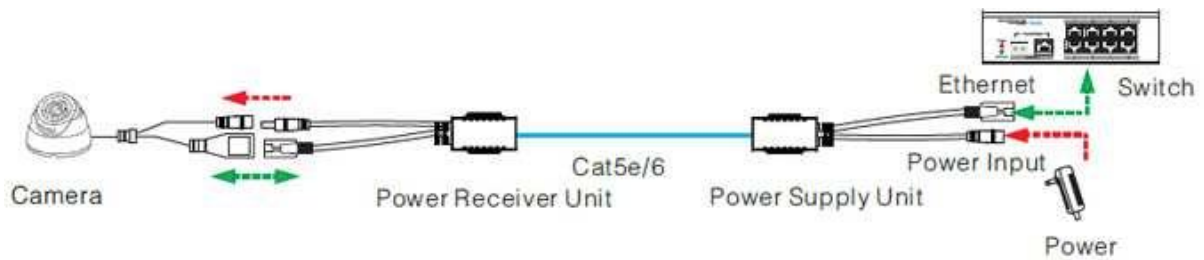 Ethernet
Switch
Cat5e/6
Power Input
Camera
Power Receiver Unit
Power Supply Unit
Power